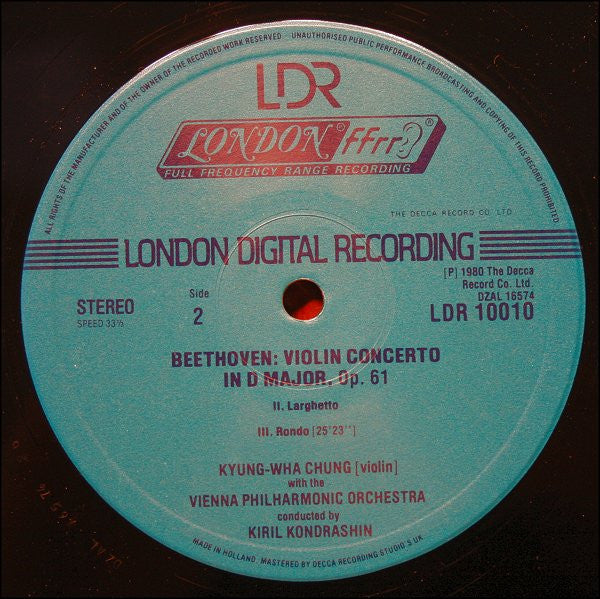 ALL RIGHTS OF THE MANUFACTURER AND OF THE OWNER OF THE RECORDED WORK RESERVED UNAUTHORISED PUBLIC PERFORMANCE BROADCASTING AND COPYING OF THIS RECORD PROHIBITED.
LDR
LONDON® ffrr®
FULL FREQUENCY RANGE RECORDING
THE DECCA RECORD CO. LTD.
LONDON DIGITAL RECORDING
[P] 1980 The Decca
Record Co. Ltd.
DZAL 16574
LDR 10010
STEREO
SPEED 33⅓
Side
2
BEETHOVEN: VIOLIN CONCERTO
IN D MAJOR, Op. 61
II. Larghetto
III. Rondo [25'23"]
KYUNG-WHA CHUNG [violin]
with the
VIENNA PHILHARMONIC ORCHESTRA
conducted by
KIRIL KONDRASHIN
MADE IN HOLLAND MASTERED BY DECCA RECORDING STUDIOS UK